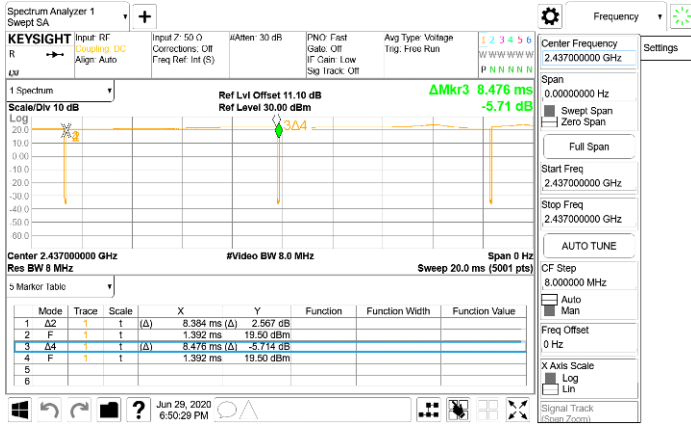 Spectrum Analyzer 1
Swept SA
Frequency
Settings
KEYSIGHT
R
Input: RF
Coupling: DC
Align: Auto
Input Z: 50 Ω
Corrections: Off
Freq Ref: Int (S)
#Atten: 30 dB
PNO: Fast
Gate: Off
IF Gain: Low
Sig Track: Off
Avg Type: Voltage
Trig: Free Run
1 2 3 4 5 6
W W W W W W
P N N N N N
1 Spectrum
Scale/Div 10 dB
Log
Ref Lvl Offset 11.10 dB
Ref Level 30.00 dBm
ΔMkr3 8.476 ms
-5.71 dB
3Δ4
20.0
10.0
0.00
-10.0
-20.0
-30.0
-40.0
-50.0
-60.0
Center 2.437000000 GHz
Res BW 8 MHz
#Video BW 8.0 MHz
Span 0 Hz
Sweep 20.0 ms (5001 pts)
5 Marker Table
Mode Trace Scale X Y Function Function Width Function Value
1 Δ2 1 t (Δ) 8.384 ms (Δ) 2.567 dB
2 F 1 t 1.392 ms 19.50 dBm
3 Δ4 1 t (Δ) 8.476 ms (Δ) -5.714 dB
4 F 1 t 1.392 ms 19.50 dBm
5
6
?
Jun 29, 2020
6:50:29 PM
Center Frequency
2.437000000 GHz
Span
0.00000000 Hz
Swept Span
Zero Span
Full Span
Start Freq
2.437000000 GHz
Stop Freq
2.437000000 GHz
AUTO TUNE
CF Step
8.000000 MHz
Auto
Man
Freq Offset
0 Hz
X Axis Scale
Log
Lin
Signal Track
(Span Zoom)